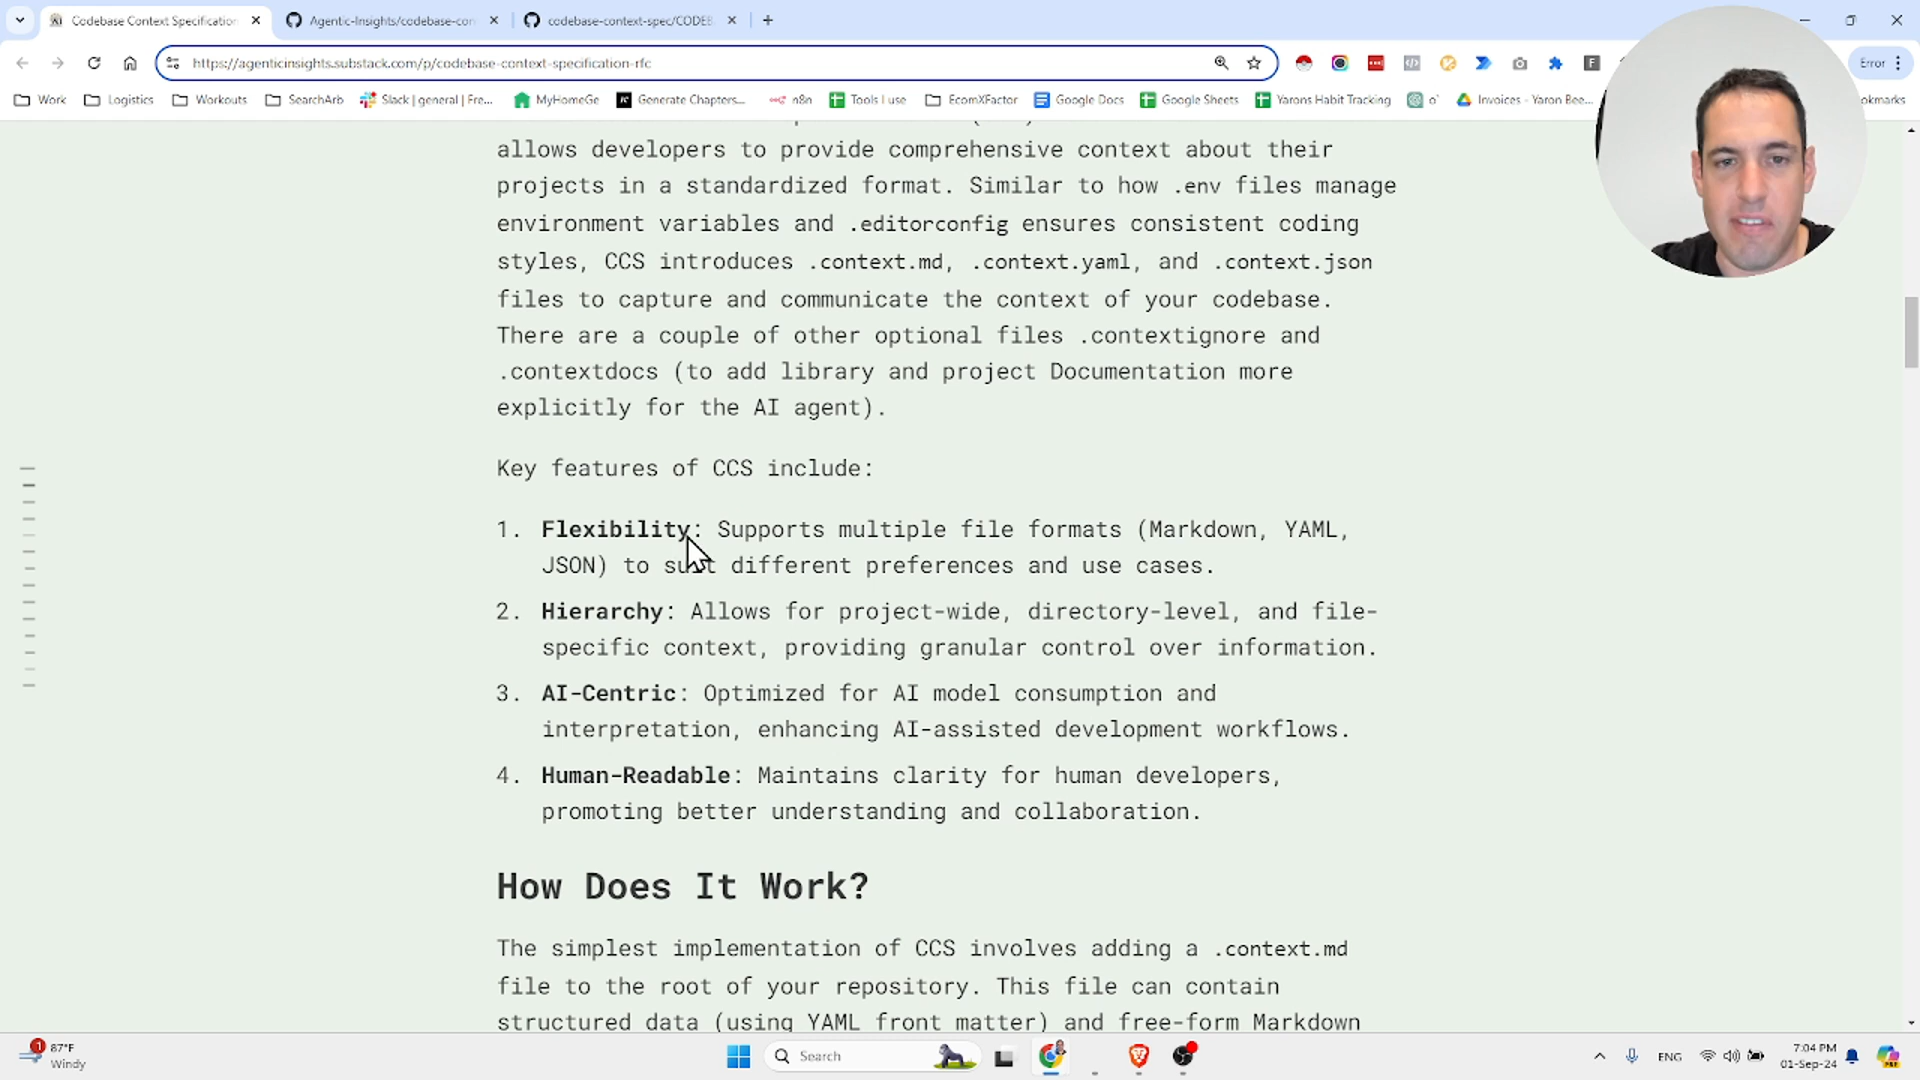 Codebase Context Specification
Agentic-Insights/codebase-con
codebase-context-spec/CODEB
https://agenticinsights.substack.com/p/codebase-context-specification-rfc
Error
Work
Logistics
Workouts
SearchArb
Slack | general | Fre...
MyHomeGe
Generate Chapters...
n8n
Tools I use
EcomXFactor
Google Docs
Google Sheets
Yarons Habit Tracking
Invoices - Yaron Bee...
okmarks
allows developers to provide comprehensive context about their
projects in a standardized format. Similar to how .env files manage
environment variables and .editorconfig ensures consistent coding
styles, CCS introduces .context.md, .context.yaml, and .context.json
files to capture and communicate the context of your codebase.
There are a couple of other optional files .contextignore and
.contextdocs (to add library and project Documentation more
explicitly for the AI agent).
Key features of CCS include:
1. Flexibility: Supports multiple file formats (Markdown, YAML,
JSON) to suit different preferences and use cases.
2. Hierarchy: Allows for project-wide, directory-level, and file-
specific context, providing granular control over information.
3. AI-Centric: Optimized for AI model consumption and
interpretation, enhancing AI-assisted development workflows.
4. Human-Readable: Maintains clarity for human developers,
promoting better understanding and collaboration.
How Does It Work?
The simplest implementation of CCS involves adding a .context.md
file to the root of your repository. This file can contain
structured data (using YAML front matter) and free-form Markdown
1
87°F
Windy
Search
ENG
7:04 PM
01-Sep-24